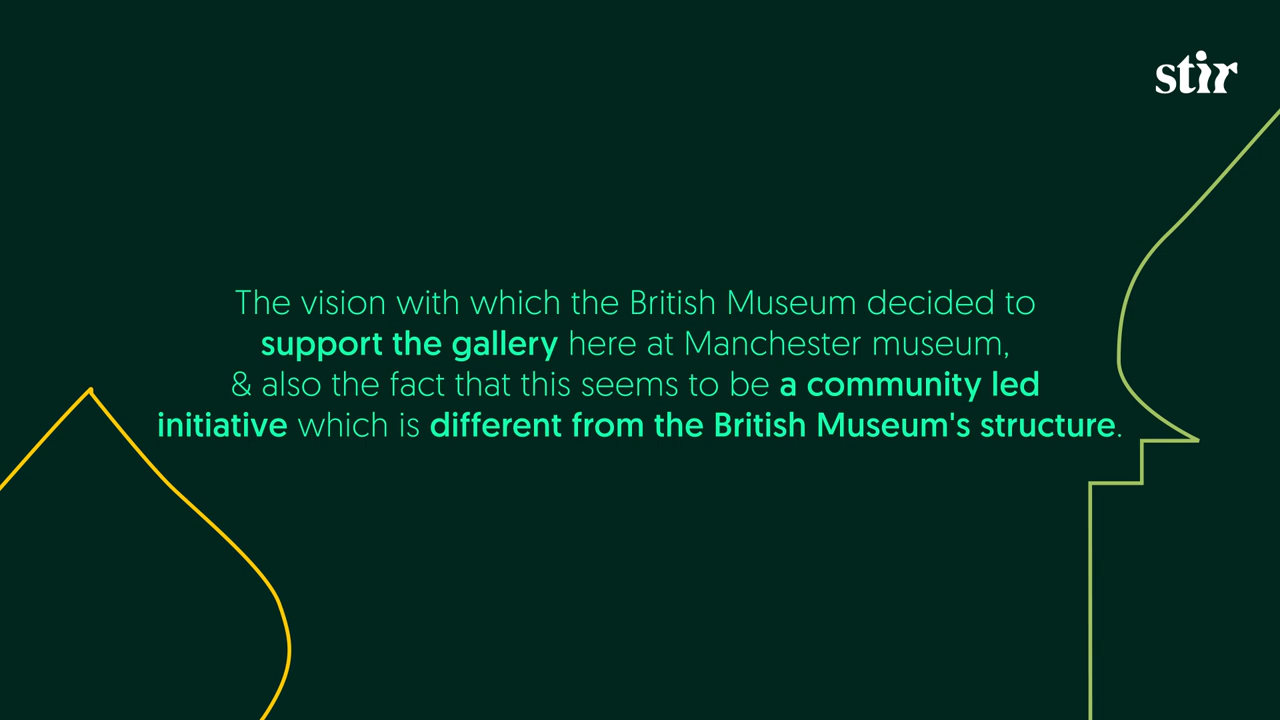 stir
The vision with which the British Museum decided to
support the gallery here at Manchester museum,
& also the fact that this seems to be a community led
initiative which is different from the British Museum's structure.